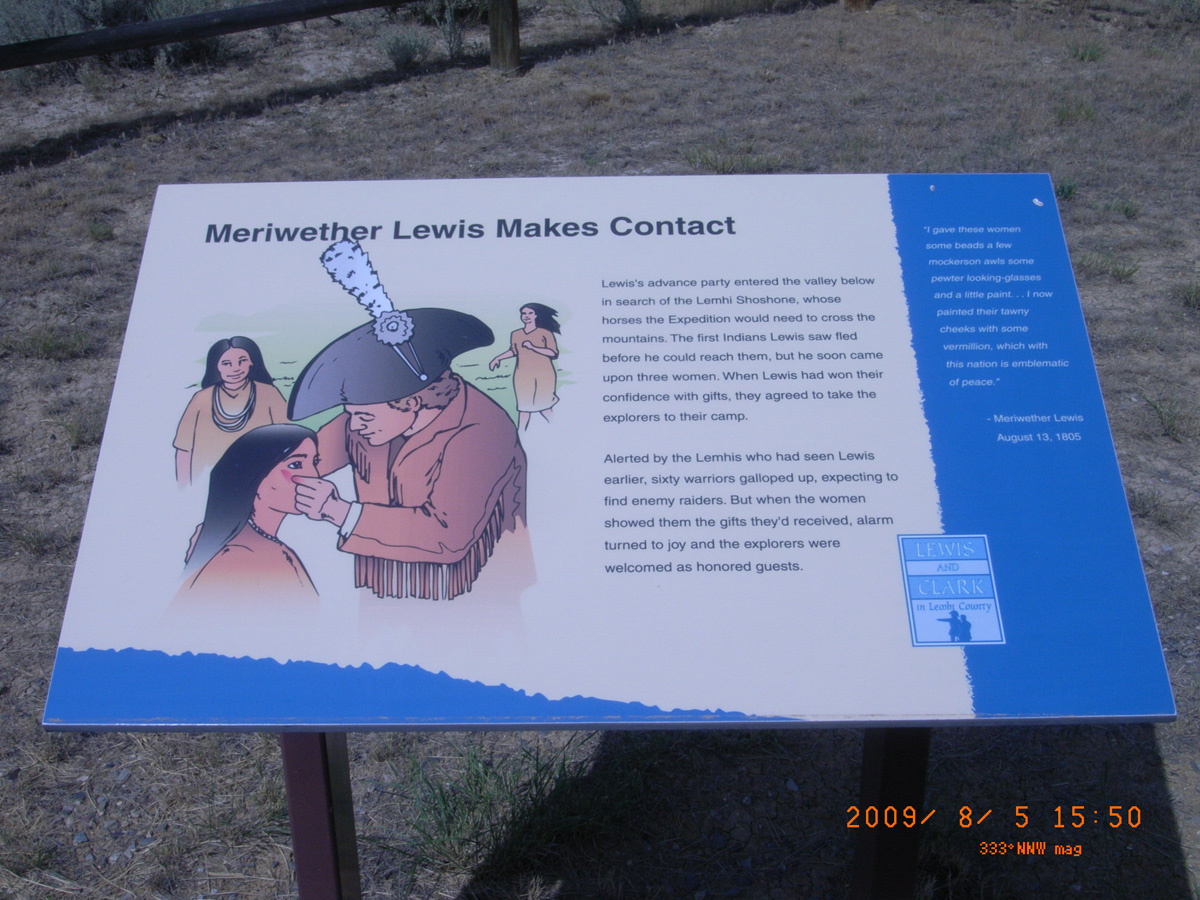 Meriwether Lewis Makes Contact
Lewis's advance party entered the valley below
in search of the Lemhi Shoshone, whose
horses the Expedition would need to cross the
mountains. The first Indians Lewis saw fled
before he could reach them, but he soon came
upon three women. When Lewis had won their
confidence with gifts, they agreed to take the
explorers to their camp.
Alerted by the Lemhis who had seen Lewis
earlier, sixty warriors galloped up, expecting to
find enemy raiders. But when the women
showed them the gifts they'd received, alarm
turned to joy and the explorers were
welcomed as honored guests.
"I gave these women
some beads a few
mockerson awls some
pewter looking-glasses
and a little paint. . . I now
painted their tawny
cheeks with some
vermillion, which with
this nation is emblematic
of peace."
- Meriwether Lewis
August 13, 1805
LEWIS
AND
CLARK
in Lemhi County
2009/ 8/ 5 15:50
333°NNW mag